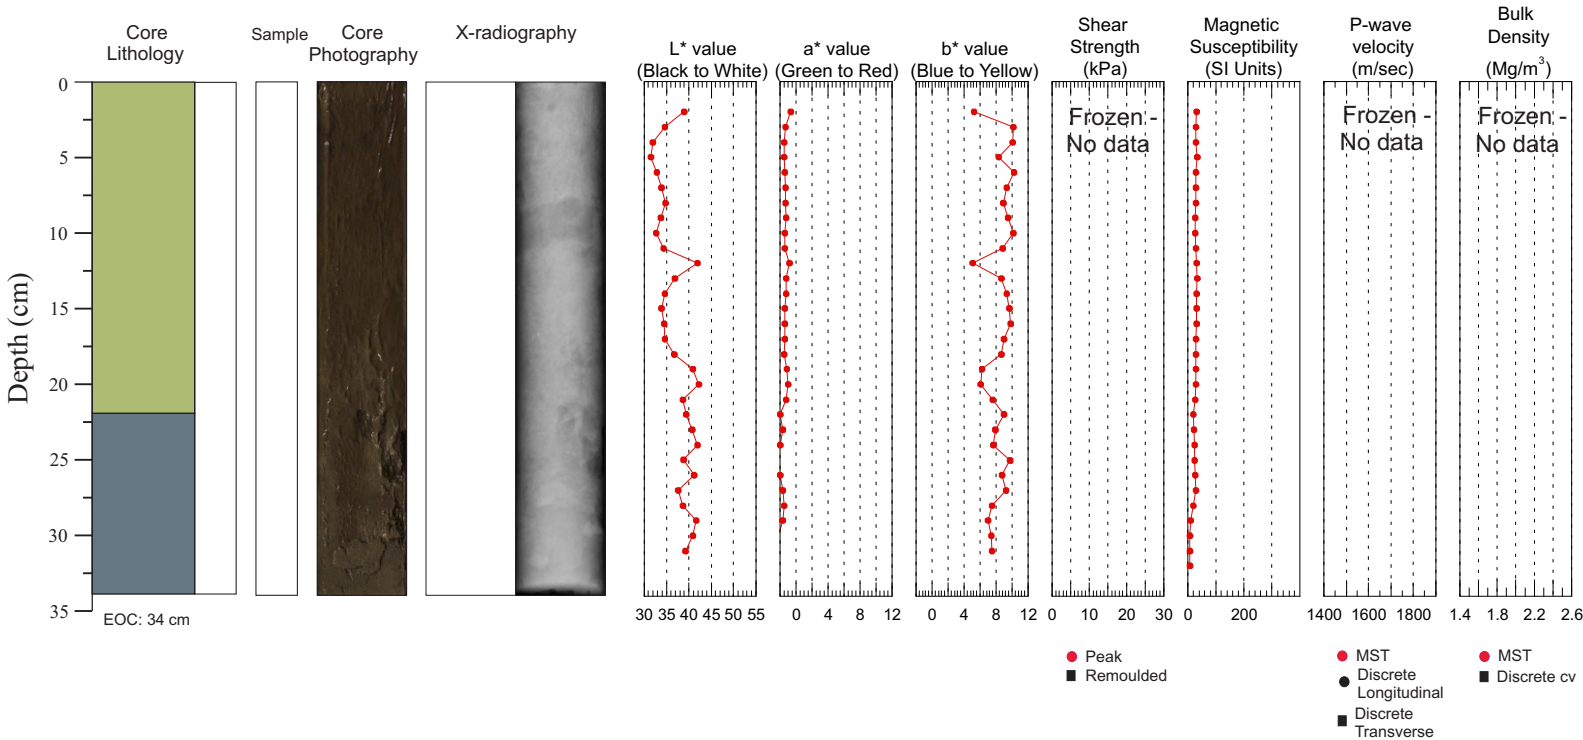 Core
Lithology
Sample
Core
Photography
X-radiography
L* value
(Black to White)
a* value
(Green to Red)
b* value
(Blue to Yellow)
Shear
Strength
(kPa)
Magnetic
Susceptibility
(SI Units)
P-wave
velocity
(m/sec)
Bulk
Density
(Mg/m3)
Depth (cm)
0
5
10
15
20
25
30
35
Frozen -
No data
Frozen -
No data
Frozen -
No data
EOC: 34 cm
30 35 40 45 50 55
0 4 8 12
0 4 8 12
0 10 20 30
0 200
1400 1600 1800
1.4 1.8 2.2 2.6
Peak
Remoulded
MST
Discrete
Longitudinal
Discrete
Transverse
MST
Discrete cv